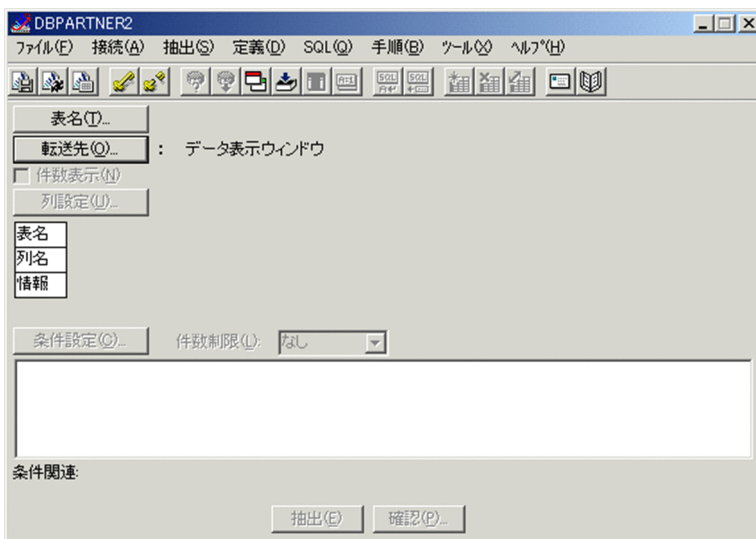 DBPARTNER2
ファイル(F) 接続(A) 抽出(S) 定義(D) SQL(Q) 手順(B) ツール(X) ヘルプ(H)
表名(T)...
転送先(O)... : データ表示ウィンドウ
件数表示(N)
列設定(U)...
表名
列名
情報
条件設定(C)... 件数制限(L): なし
条件関連:
抽出(E) 確認(P)...